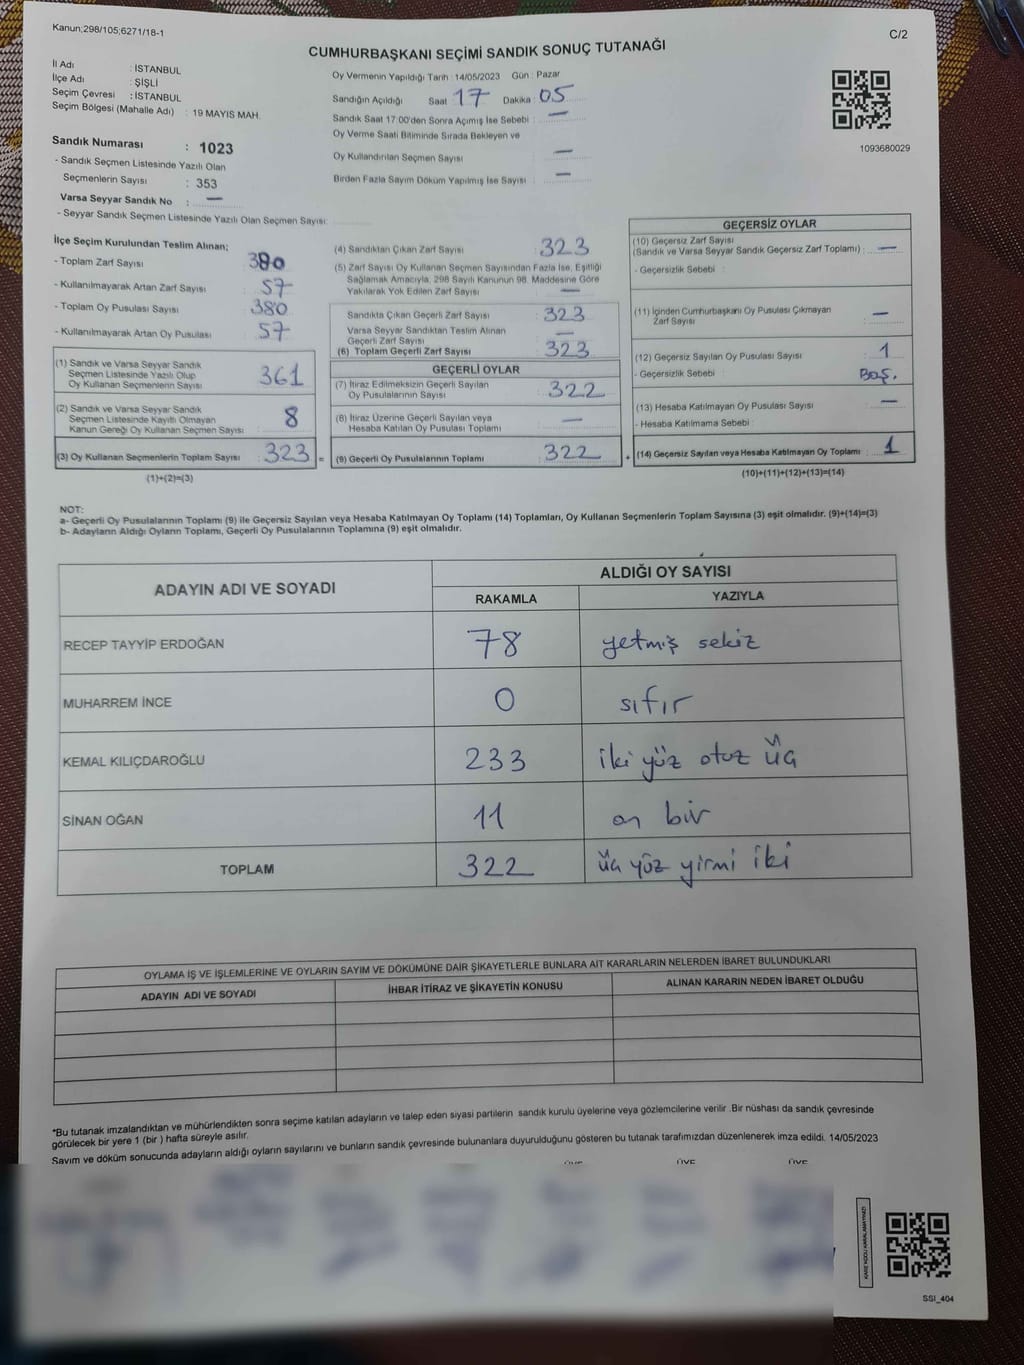 Kanun;298/105;6271/18-1
C/2
CUMHURBAŞKANI SEÇİMİ SANDIK SONUÇ TUTANAĞI
İl Adı : İSTANBUL
İlçe Adı : ŞİŞLİ
Seçim Çevresi : İSTANBUL
Seçim Bölgesi (Mahalle Adı) : 19 MAYIS MAH.
Sandık Numarası : 1023
- Sandık Seçmen Listesinde Yazılı Olan
Seçmenlerin Sayısı : 353
Varsa Seyyar Sandık No : —
- Seyyar Sandık Seçmen Listesinde Yazılı Olan Seçmen Sayısı:
Oy Vermenin Yapıldığı Tarih : 14/05/2023 Gün : Pazar
Sandığın Açıldığı Saat 17 Dakika : 05
Sandık Saat 17:00'den Sonra Açımış İse Sebebi : —
Oy Verme Saati Bitiminde Sırada Bekleyen ve
Oy Kullandırılan Seçmen Sayısı : —
Birden Fazla Sayım Döküm Yapılmış İse Sayısı : —
1093680029
İlçe Seçim Kurulundan Teslim Alınan;
- Toplam Zarf Sayısı : 380
- Kullanılmayarak Artan Zarf Sayısı : 57
- Toplam Oy Pusulası Sayısı : 380
- Kullanılmayarak Artan Oy Pusulası : 57
(1) Sandık ve Varsa Seyyar Sandık
Seçmen Listesinde Yazılı Olup
Oy Kullanan Seçmenlerin Sayısı : 361
(2) Sandık ve Varsa Seyyar Sandık
Seçmen Listesinde Kayıtlı Olmayan
Kanun Gereği Oy Kullanan Seçmen Sayısı : 8
(3) Oy Kullanan Seçmenlerin Toplam Sayısı : 323 =
(1)+(2)=(3)
(4) Sandıktan Çıkan Zarf Sayısı : 323
(5) Zarf Sayısı Oy Kullanan Seçmen Sayısından Fazla İse, Eşitliği
Sağlamak Amacıyla, 298 Sayılı Kanunun 98. Maddesine Göre
Yakılarak Yok Edilen Zarf Sayısı : —
Sandıkta Çıkan Geçerli Zarf Sayısı : 323
Varsa Seyyar Sandıktan Teslim Alınan
Geçerli Zarf Sayısı : —
(6) Toplam Geçerli Zarf Sayısı : 323
GEÇERLİ OYLAR
(7) İtiraz Edilmeksizin Geçerli Sayılan
Oy Pusulalarının Sayısı : 322
(8) İtiraz Üzerine Geçerli Sayılan veya
Hesaba Katılan Oy Pusulası Toplamı : —
(9) Geçerli Oy Pusulalarının Toplamı : 322 +
GEÇERSİZ OYLAR
(10) Geçersiz Zarf Sayısı
(Sandık ve Varsa Seyyar Sandık Geçersiz Zarf Toplamı) : —
- Geçersizlik Sebebi :
(11) İçinden Cumhurbaşkanı Oy Pusulası Çıkmayan
Zarf Sayısı : —
(12) Geçersiz Sayılan Oy Pusulası Sayısı : 1
- Geçersizlik Sebebi : BOŞ.
(13) Hesaba Katılmayan Oy Pusulası Sayısı : —
- Hesaba Katılmama Sebebi :
(14) Geçersiz Sayılan veya Hesaba Katılmayan Oy Toplamı : 1
(10)+(11)+(12)+(13)=(14)
NOT:
a- Geçerli Oy Pusulalarının Toplamı (9) ile Geçersiz Sayılan veya Hesaba Katılmayan Oy Toplamı (14) Toplamları, Oy Kullanan Seçmenlerin Toplam Sayısına (3) eşit olmalıdır. (9)+(14)=(3)
b- Adayların Aldığı Oyların Toplamı, Geçerli Oy Pusulalarının Toplamına (9) eşit olmalıdır.
ADAYIN ADI VE SOYADI
ALDIĞI OY SAYISI
RAKAMLA YAZIYLA
RECEP TAYYİP ERDOĞAN 78 yetmiş sekiz
MUHARREM İNCE 0 sıfır
KEMAL KILIÇDAROĞLU 233 iki yüz otuz üç
SİNAN OĞAN 11 on bir
TOPLAM 322 üç yüz yirmi iki
OYLAMA İŞ VE İŞLEMLERİNE VE OYLARIN SAYIM VE DÖKÜMÜNE DAİR ŞİKAYETLERLE BUNLARA AİT KARARLARIN NELERDEN İBARET BULUNDUKLARI
ADAYIN ADI VE SOYADI İHBAR İTİRAZ VE ŞİKAYETİN KONUSU ALINAN KARARIN NEDEN İBARET OLDUĞU
*Bu tutanak imzalandıktan ve mühürlendikten sonra seçime katılan adayların ve talep eden siyasi partilerin sandık kurulu üyelerine veya gözlemcilerine verilir .Bir nüshası da sandık çevresinde
görülecek bir yere 1 (bir ) hafta süreyle asılır.
Sayım ve döküm sonucunda adayların aldığı oyların sayılarını ve bunların sandık çevresinde bulunanlara duyurulduğunu gösteren bu tutanak tarafımızdan düzenlenerek imza edildi. 14/05/2023
ÜYE ÜYE ÜYE
KARE KODU KARALAMAYINIZ!
SSI_404